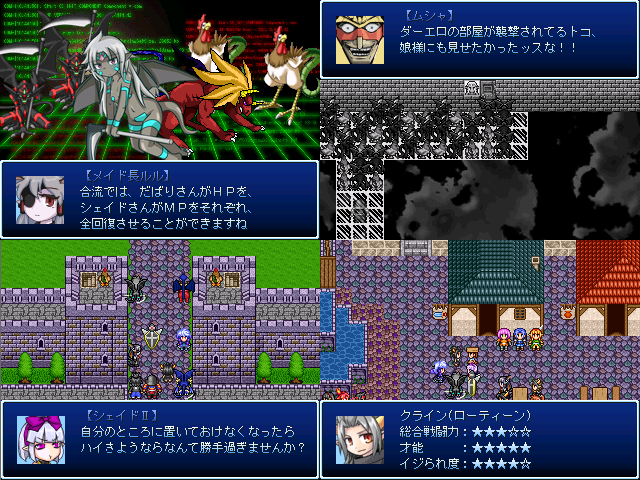 【メイド長ルル】
合流では、だばりさんがHPを、
シェイドさんがMPをそれぞれ、
全回復させることができますね
【ムシャ】
ダーエロの部屋が襲撃されてるトコ、
娘様にも見せたかったッスな!!
【シェイドⅡ】
自分のところに置いておけなくなったら
ハイさようならなんて勝手過ぎませんか?
クライン(ローティーン)
総合戦闘力:★★★☆☆
才能 :★★★★★
イジられ度:★★★★☆